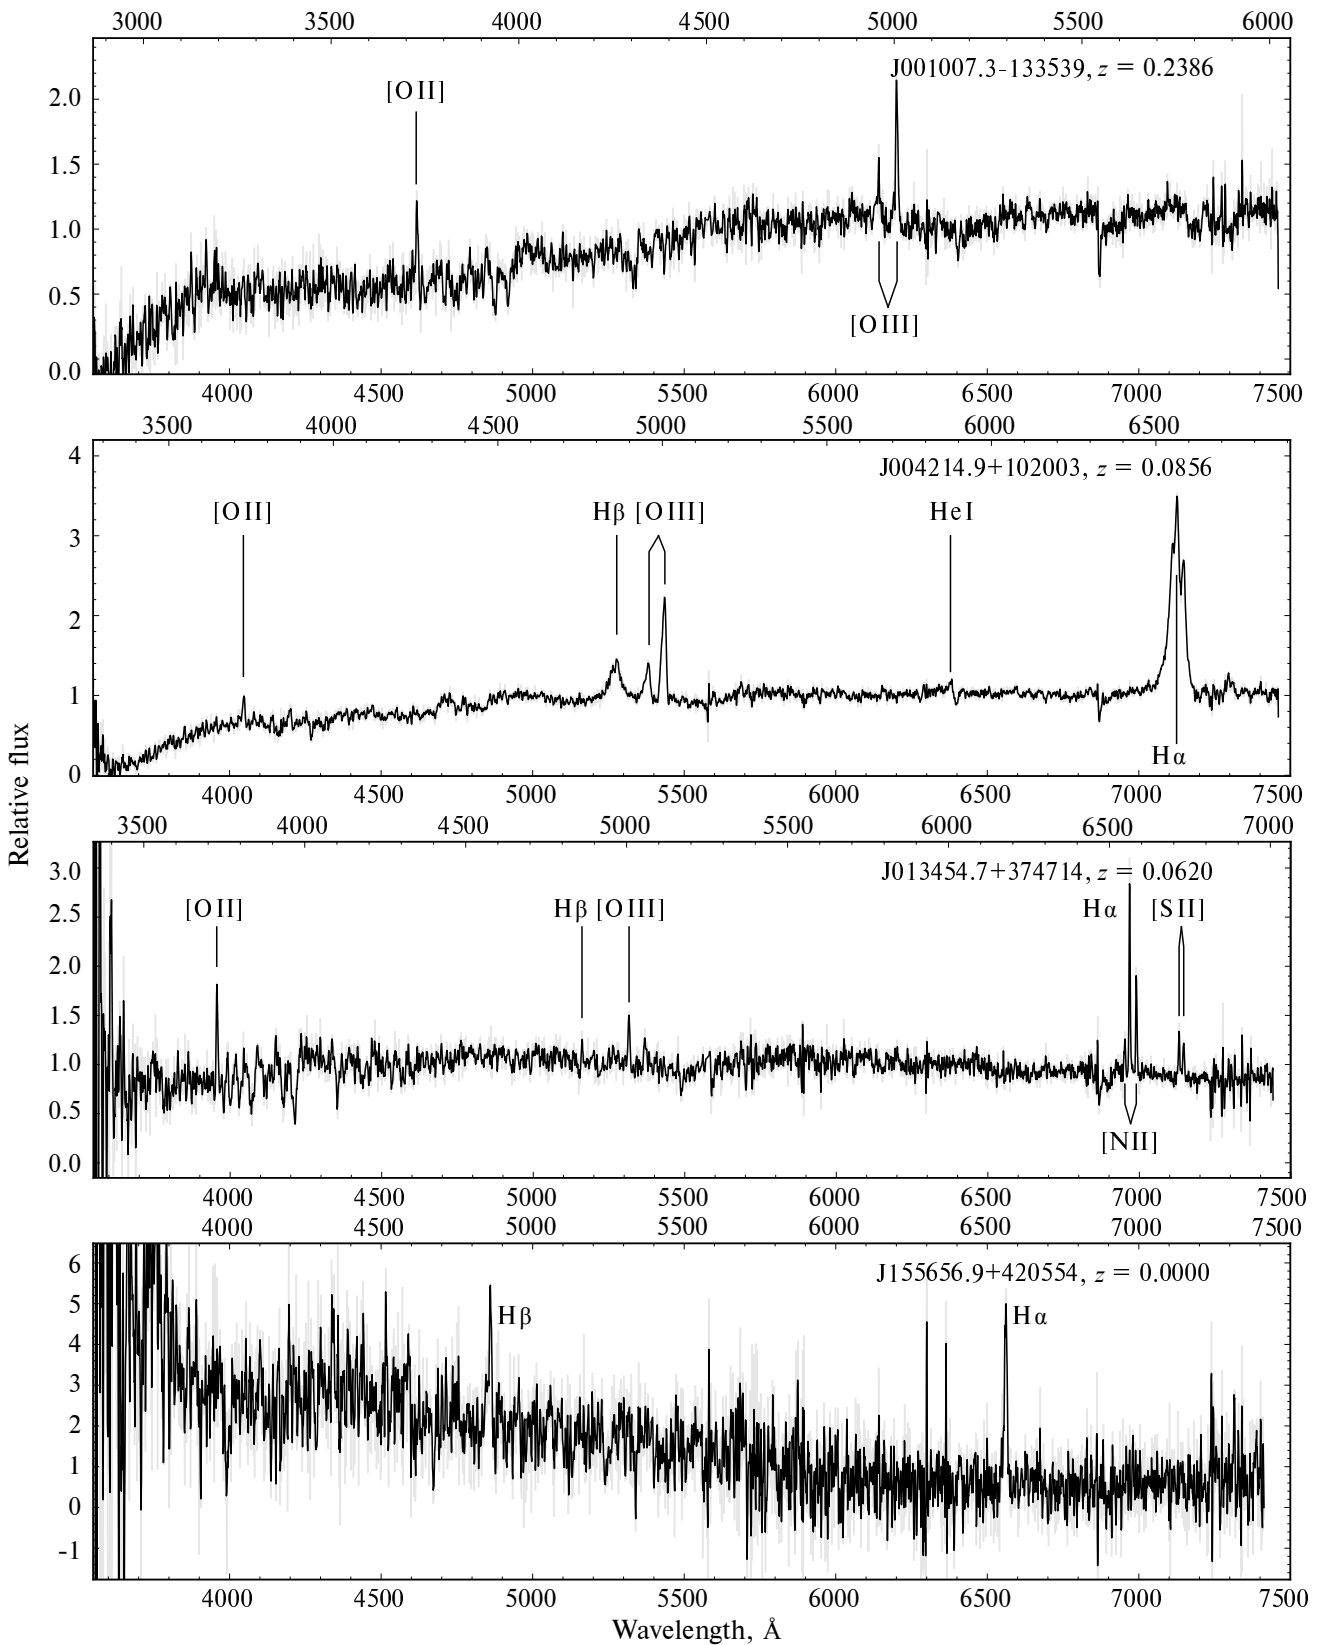 3000 3500 4000 4500 5000 5500 6000
J001007.3-133539, z = 0.2386
[O II]
2.0
1.5
1.0
0.5
0.0
[O III]
4000 4500 5000 5500 6000 6500 7000 7500
3500 4000 4500 5000 5500 6000 6500
J004214.9+102003, z = 0.0856
4
3
2
1
0
[O II] Hβ [O III] He I
Hα
4000 4500 5000 5500 6000 6500 7000 7500
Relative flux
3500 4000 4500 5000 5500 6000 6500 7000
J013454.7+374714, z = 0.0620
3.0
2.5
2.0
1.5
1.0
0.5
0.0
[O II] Hβ [O III] Hα [S II]
[N II]
4000 4500 5000 5500 6000 6500 7000 7500
4000 4500 5000 5500 6000 6500 7000 7500
J155656.9+420554, z = 0.0000
6
5
4
3
2
1
0
-1
Hβ Hα
4000 4500 5000 5500 6000 6500 7000 7500
Wavelength, Å